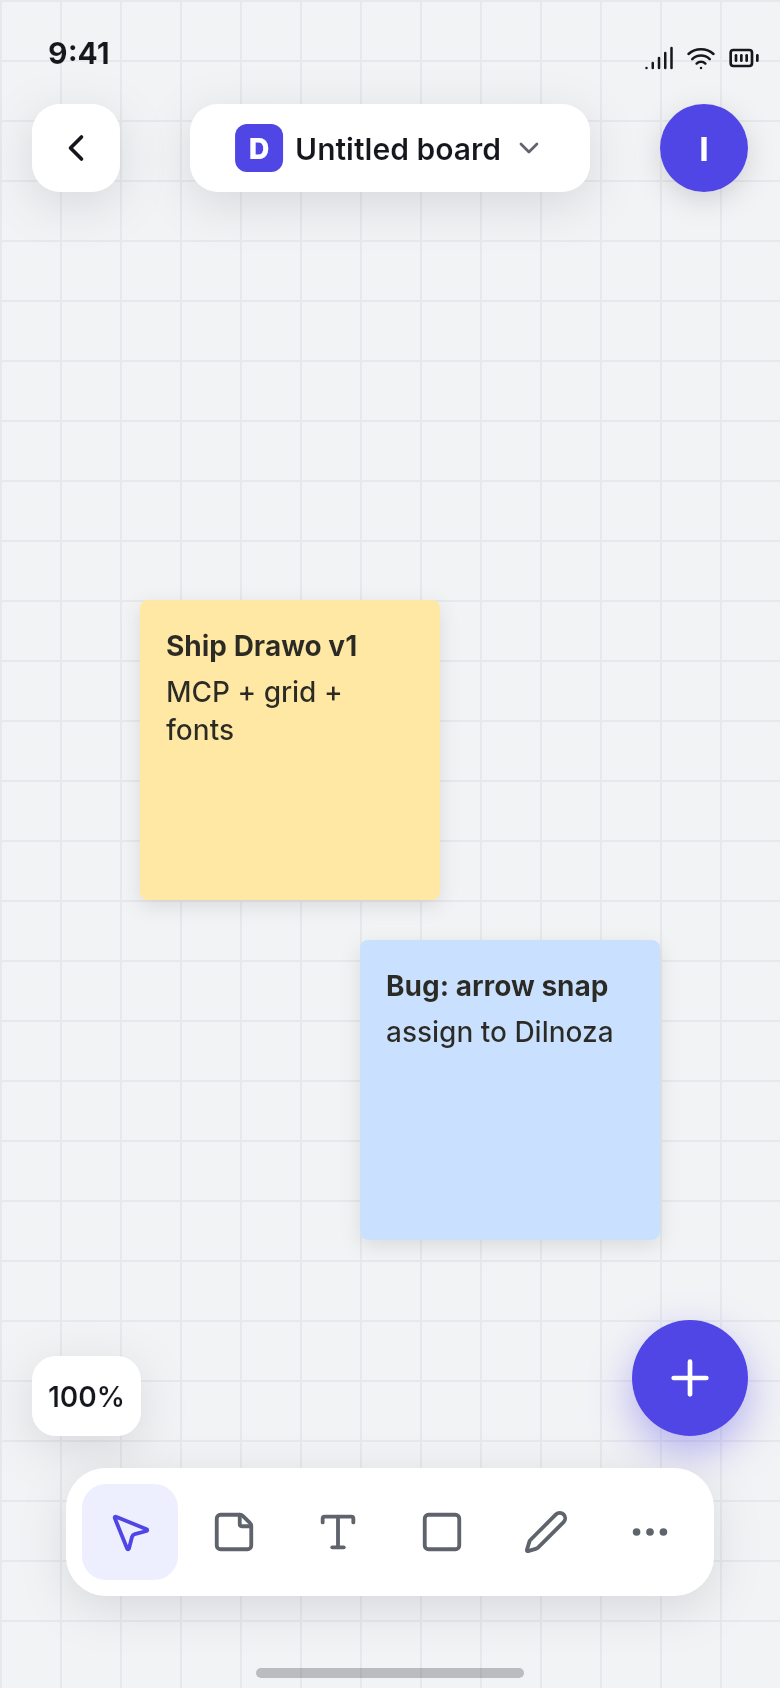 9:41
D Untitled board
I
Ship Drawo v1
MCP + grid +
fonts
Bug: arrow snap
assign to Dilnoza
100%